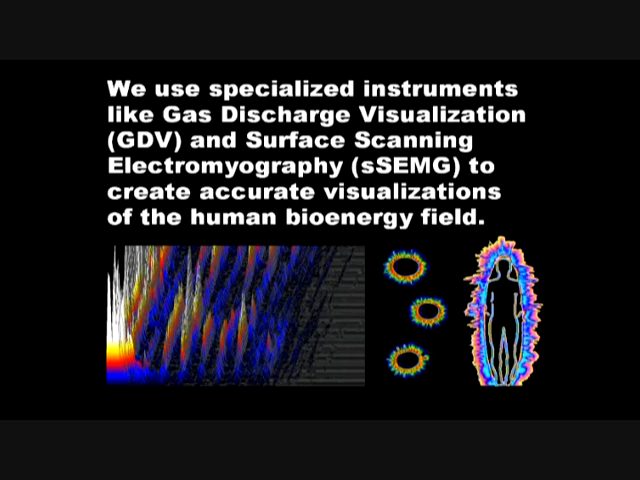 We use specialized instruments
like Gas Discharge Visualization
(GDV) and Surface Scanning
Electromyography (sSEMG) to
create accurate visualizations
of the human bioenergy field.